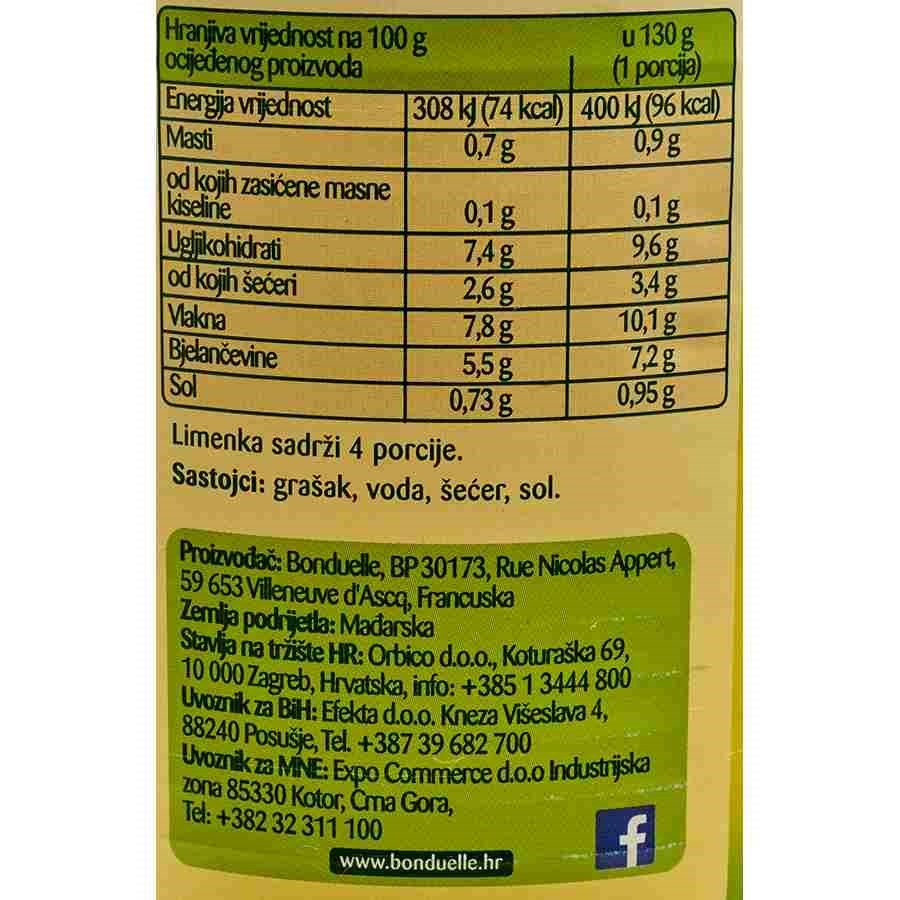 Hranjiva vrijednost na 100 g
ocijeđenog proizvoda
u 130 g
(1 porcija)
Energija vrijednost 308 kJ (74 kcal) 400 kJ (96 kcal)
Masti 0,7 g 0,9 g
od kojih zasićene masne
kiseline 0,1 g 0,1 g
Ugljikohidrati 7,4 g 9,6 g
od kojih šećeri 2,6 g 3,4 g
Vlakna 7,8 g 10,1 g
Bjelančevine 5,5 g 7,2 g
Sol 0,73 g 0,95 g
Limenka sadrži 4 porcije.
Sastojci: grašak, voda, šećer, sol.
Proizvođač: Bonduelle, BP 30173, Rue Nicolas Appert,
59 653 Villeneuve d'Ascq, Francuska
Zemlja podrijetla: Mađarska
Stavlja na tržište HR: Orbico d.o.o., Koturaška 69,
10 000 Zagreb, Hrvatska, info: +385 1 3444 800
Uvoznik za BiH: Efekta d.o.o. Kneza Višeslava 4,
88240 Posušje, Tel. +387 39 682 700
Uvoznik za MNE: Expo Commerce d.o.o Industrijska
zona 85330 Kotor, Crna Gora,
Tel: +382 32 311 100
f
www.bonduelle.hr